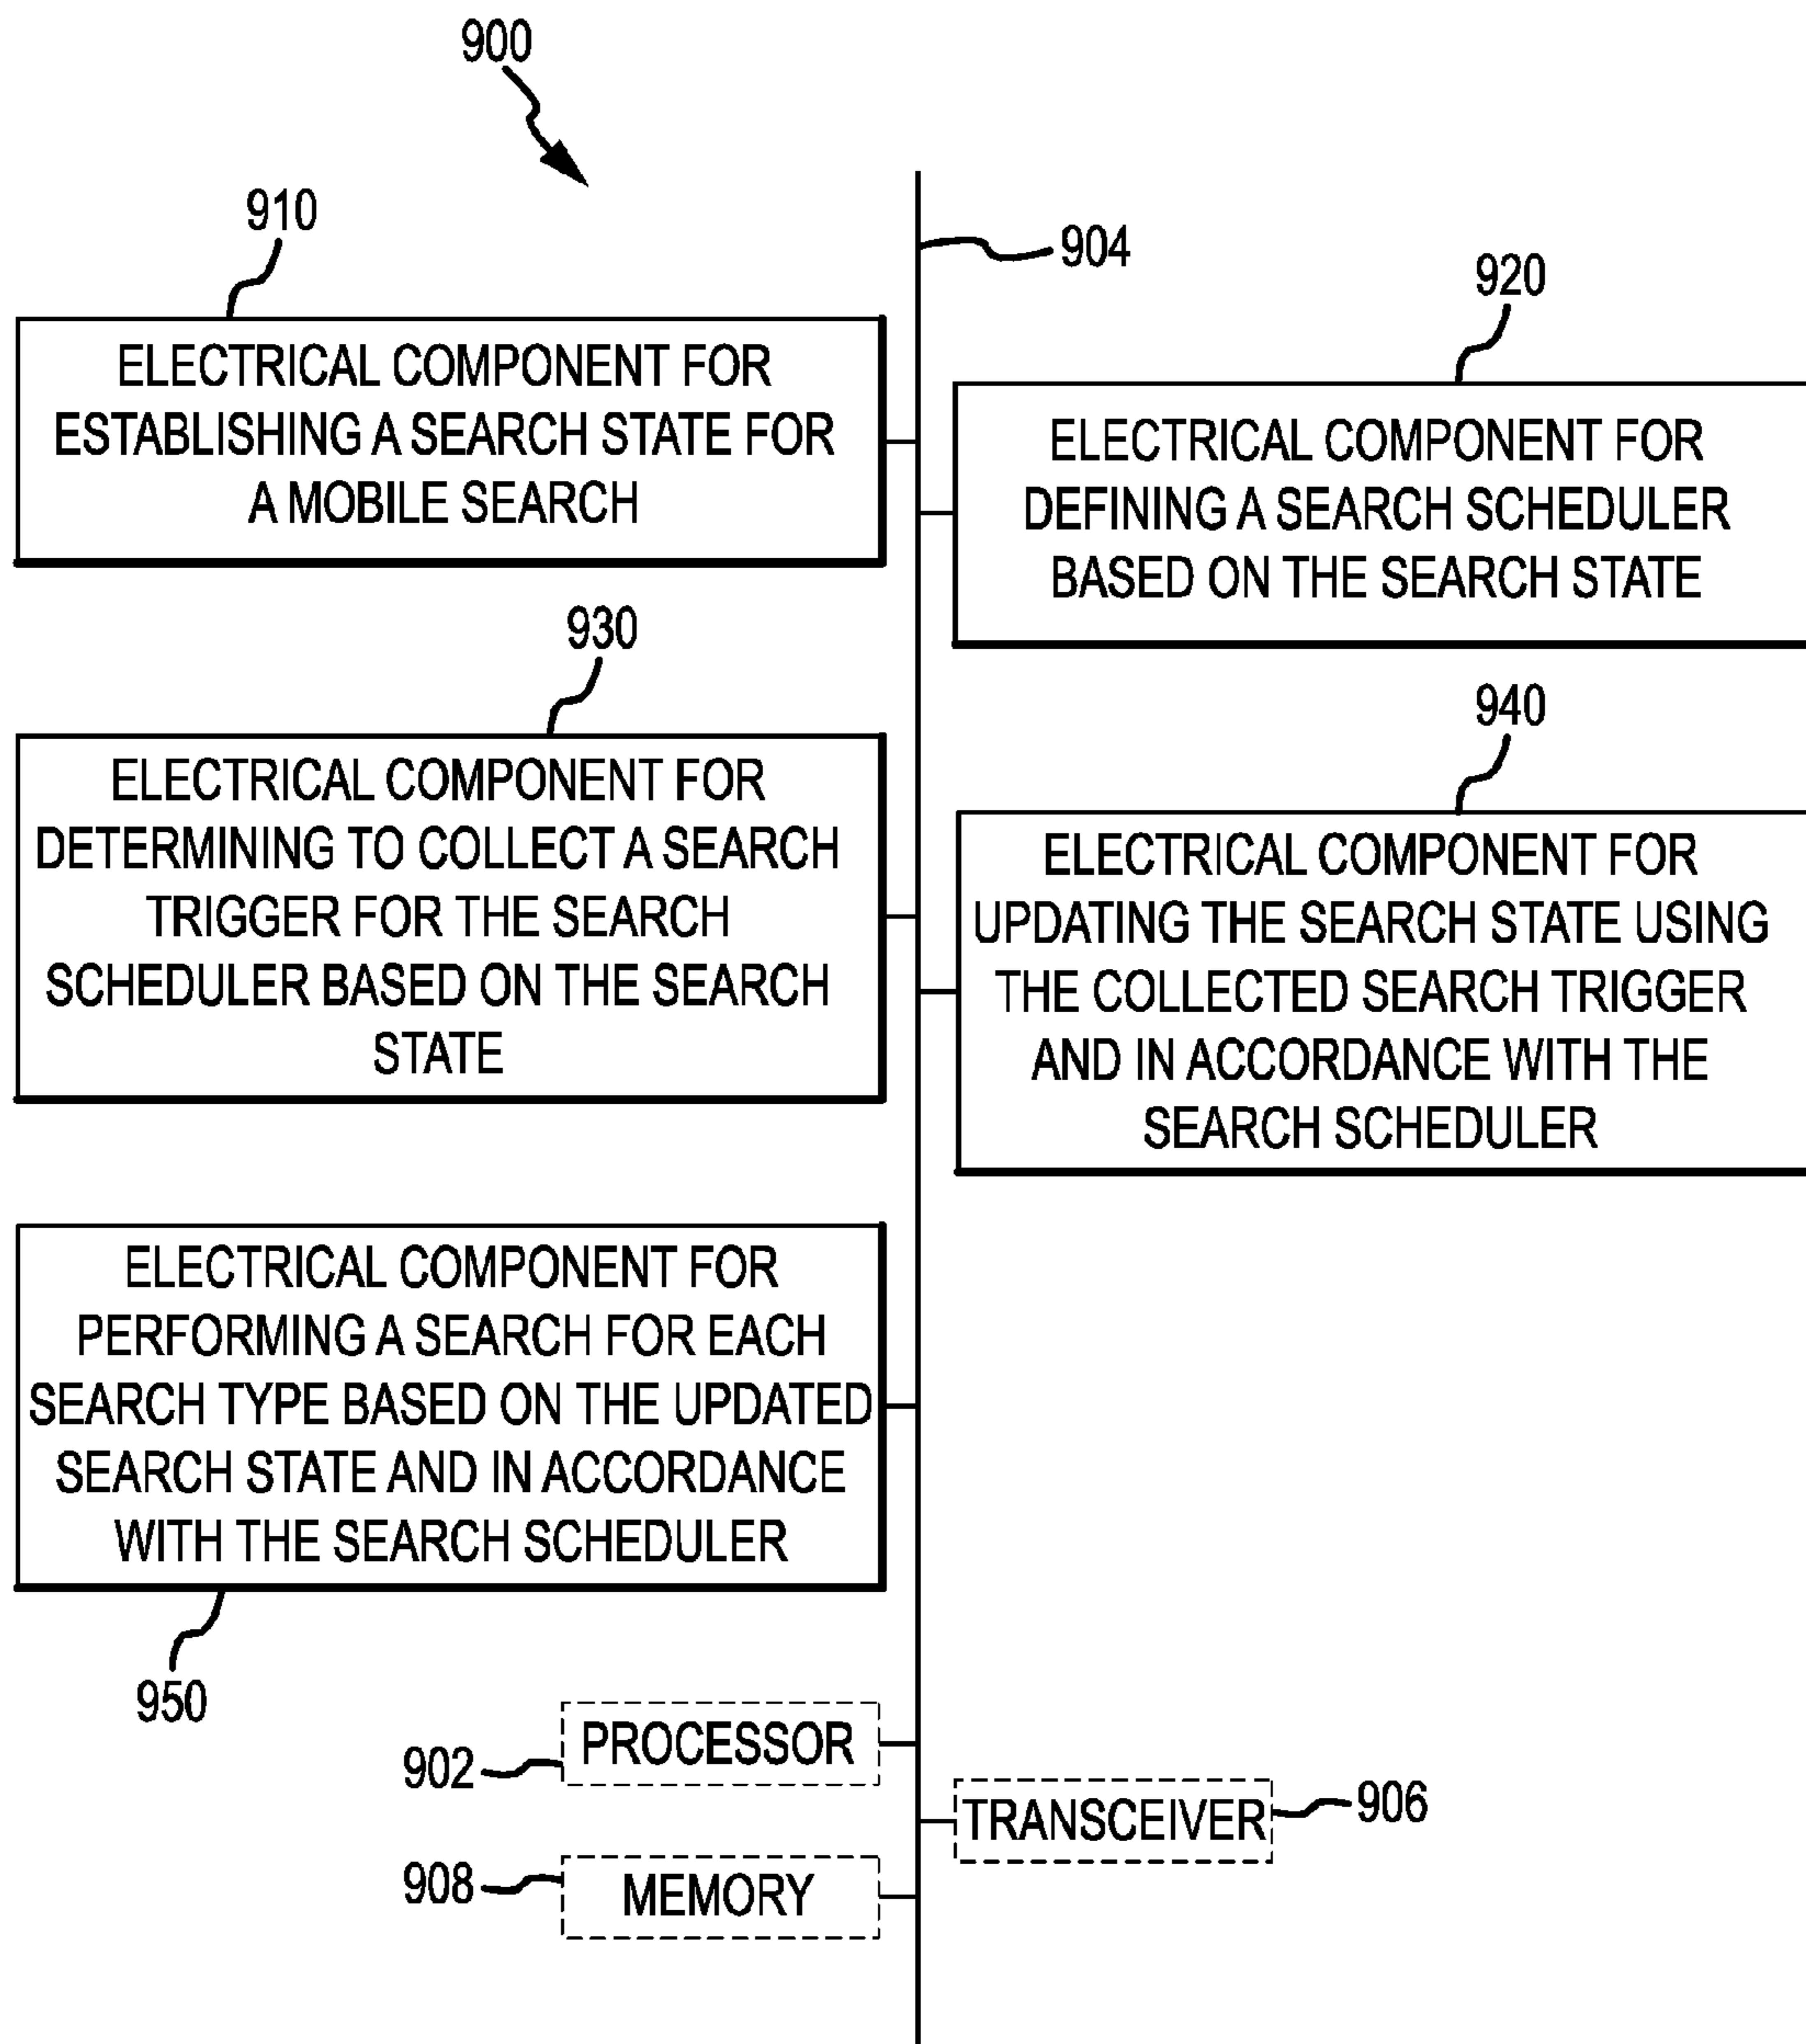 900
910
904
920
ELECTRICAL COMPONENT FOR
ESTABLISHING A SEARCH STATE FOR
A MOBILE SEARCH
ELECTRICAL COMPONENT FOR
DEFINING A SEARCH SCHEDULER
BASED ON THE SEARCH STATE
930
940
ELECTRICAL COMPONENT FOR
DETERMINING TO COLLECT A SEARCH
TRIGGER FOR THE SEARCH
SCHEDULER BASED ON THE SEARCH
STATE
ELECTRICAL COMPONENT FOR
UPDATING THE SEARCH STATE USING
THE COLLECTED SEARCH TRIGGER
AND IN ACCORDANCE WITH THE
SEARCH SCHEDULER
ELECTRICAL COMPONENT FOR
PERFORMING A SEARCH FOR EACH
SEARCH TYPE BASED ON THE UPDATED
SEARCH STATE AND IN ACCORDANCE
WITH THE SEARCH SCHEDULER
950
902
PROCESSOR
TRANSCEIVER
906
908
MEMORY